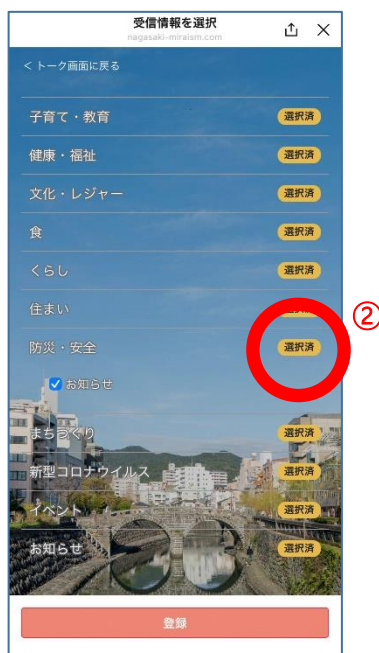 受信情報を選択
nagasaki-miraism.com
< トーク画面に戻る
子育て・教育 選択済
健康・福祉 選択済
文化・レジャー 選択済
食 選択済
くらし 選択済
住まい
防災・安全 選択済
②
お知らせ
まちづくり 選択済
新型コロナウイルス 選択済
イベント 選択済
お知らせ 選択済
登録